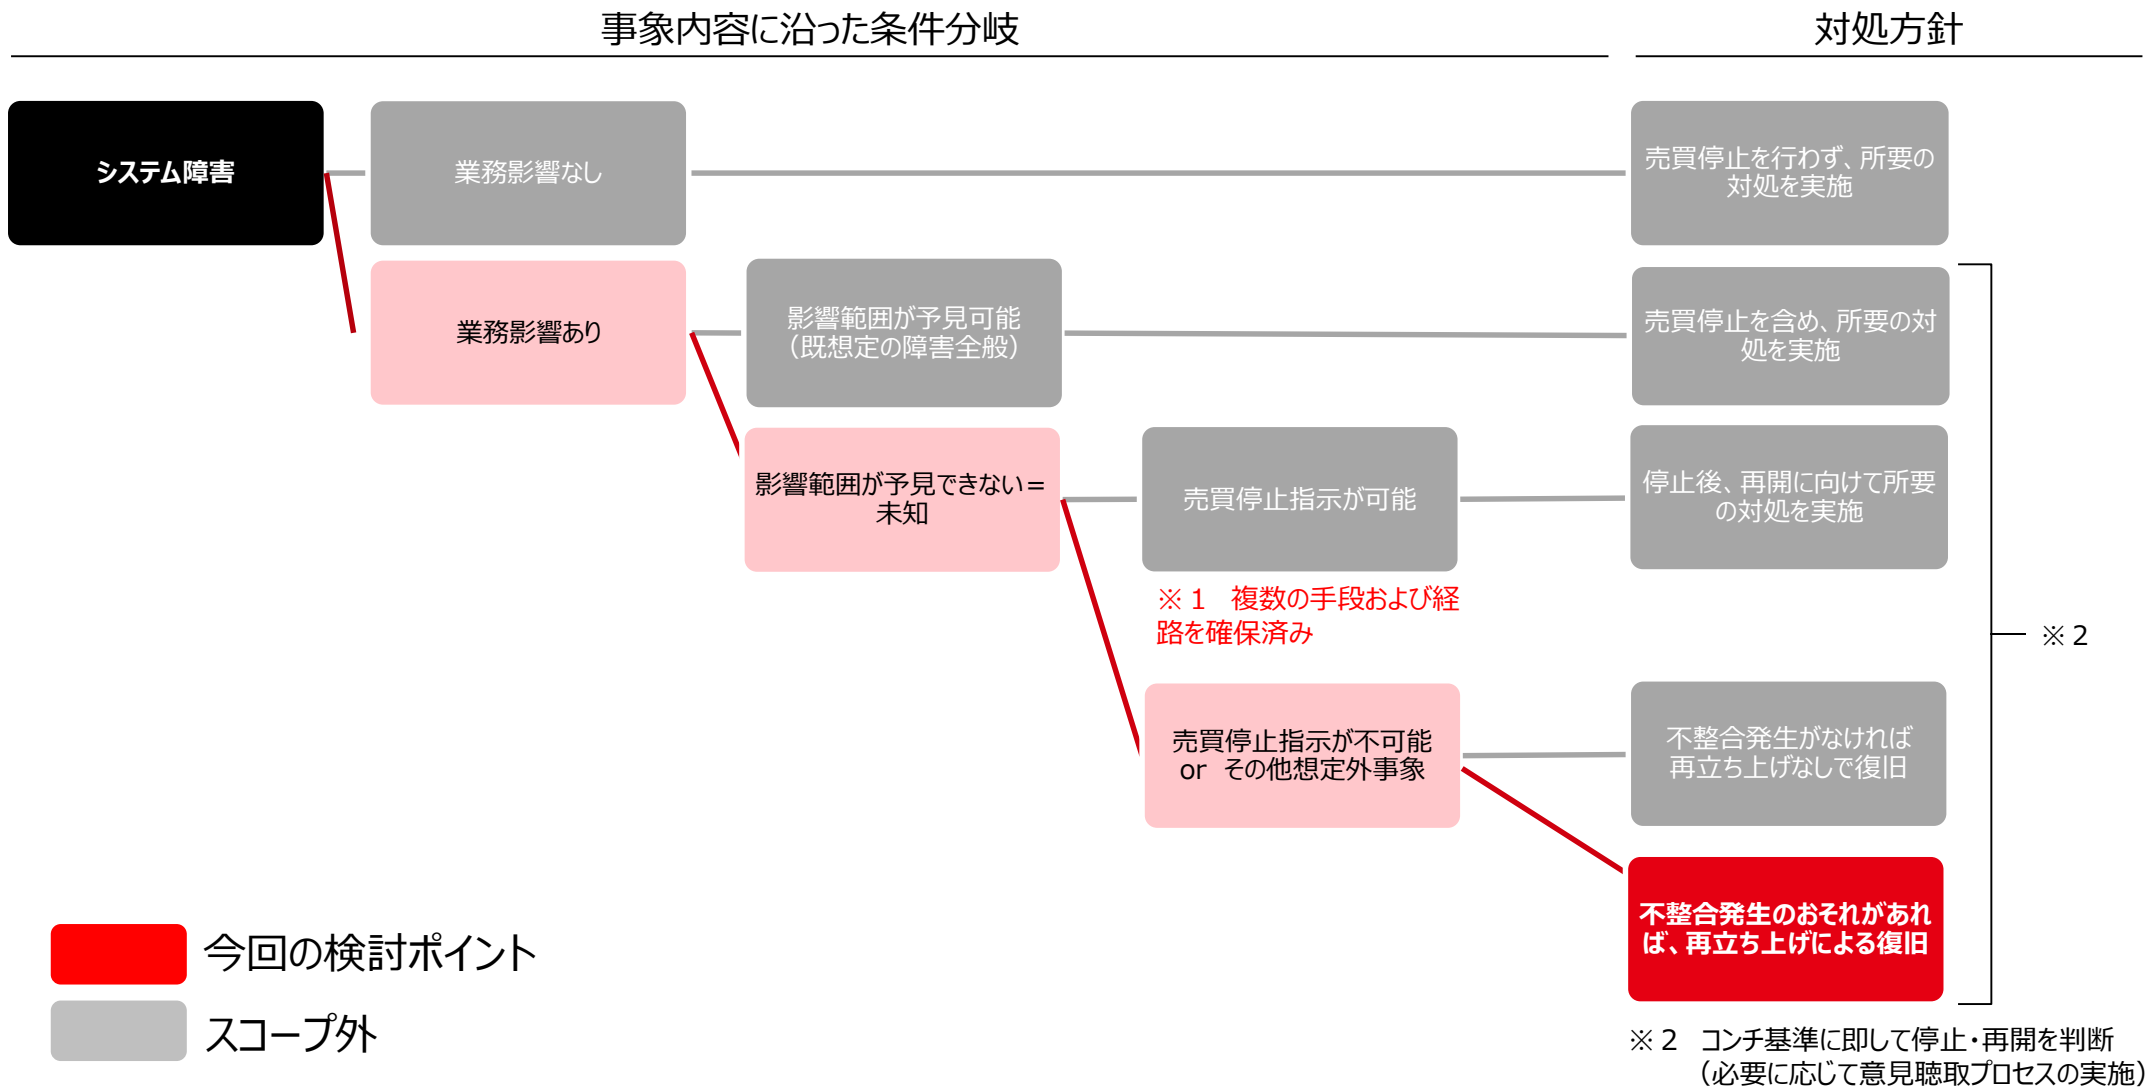 事象内容に沿った条件分岐
対処方針
システム障害
業務影響なし
売買停止を行わず、所要の
対処を実施
業務影響あり
影響範囲が予見可能
（既想定の障害全般）
売買停止を含め、所要の対
処を実施
影響範囲が予見できない＝
未知
売買停止指示が可能
停止後、再開に向けて所要
の対処を実施
※１　複数の手段および経
路を確保済み
※２
売買停止指示が不可能
or その他想定外事象
不整合発生がなければ
再立ち上げなしで復旧
不整合発生のおそれがあれ
ば、再立ち上げによる復旧
今回の検討ポイント
スコープ外
※２　コンチ基準に即して停止・再開を判断
（必要に応じて意見聴取プロセスの実施）